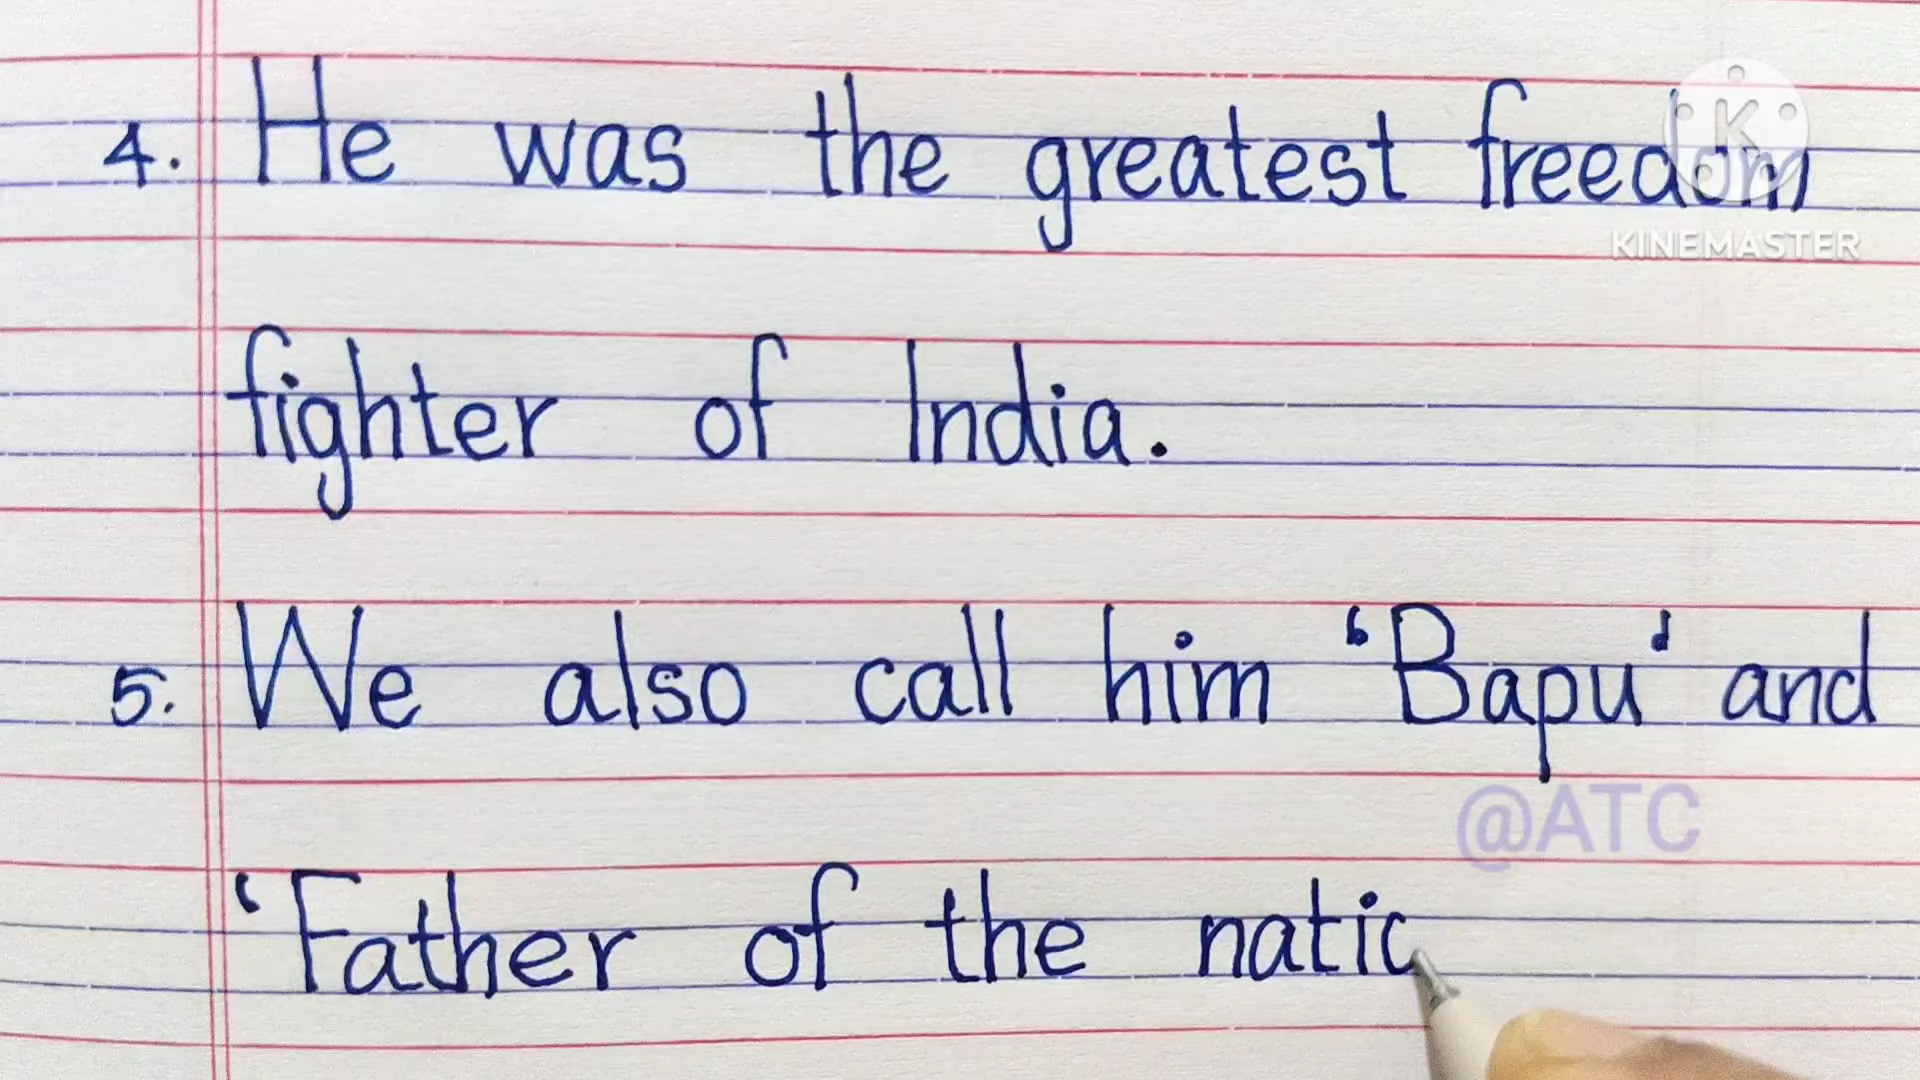 4. He was the greatest freedom
KINEMASTER
fighter of India.
5. We also call him ‘Bapu’ and
@ATC
‘Father of the natio